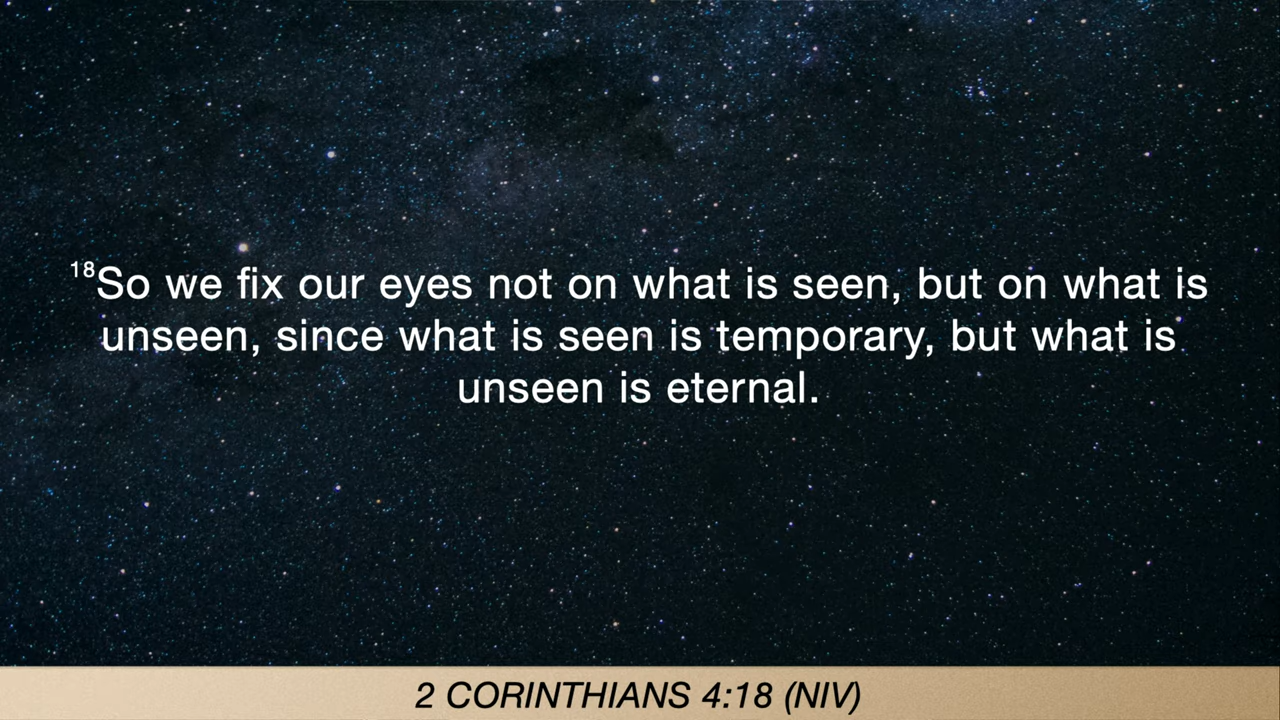 ¹⁸So we fix our eyes not on what is seen, but on what is
unseen, since what is seen is temporary, but what is
unseen is eternal.
2 CORINTHIANS 4:18 (NIV)